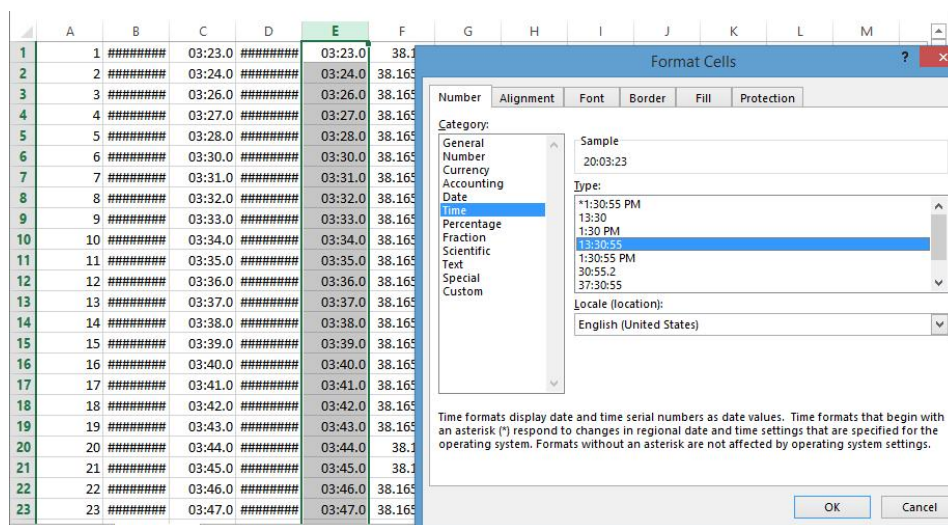 A B C D E F G H I J K L M
1 1 ######## 03:23.0 ######## 03:23.0 38.1
2 2 ######## 03:24.0 ######## 03:24.0 38.165
3 3 ######## 03:26.0 ######## 03:26.0 38.165
4 4 ######## 03:27.0 ######## 03:27.0 38.165
5 5 ######## 03:28.0 ######## 03:28.0 38.165
6 6 ######## 03:30.0 ######## 03:30.0 38.165
7 7 ######## 03:31.0 ######## 03:31.0 38.165
8 8 ######## 03:32.0 ######## 03:32.0 38.165
9 9 ######## 03:33.0 ######## 03:33.0 38.165
10 10 ######## 03:34.0 ######## 03:34.0 38.165
11 11 ######## 03:35.0 ######## 03:35.0 38.165
12 12 ######## 03:36.0 ######## 03:36.0 38.165
13 13 ######## 03:37.0 ######## 03:37.0 38.165
14 14 ######## 03:38.0 ######## 03:38.0 38.165
15 15 ######## 03:39.0 ######## 03:39.0 38.165
16 16 ######## 03:40.0 ######## 03:40.0 38.165
17 17 ######## 03:41.0 ######## 03:41.0 38.165
18 18 ######## 03:42.0 ######## 03:42.0 38.165
19 19 ######## 03:43.0 ######## 03:43.0 38.165
20 20 ######## 03:44.0 ######## 03:44.0 38.1
21 21 ######## 03:45.0 ######## 03:45.0 38.1
22 22 ######## 03:46.0 ######## 03:46.0 38.165
23 23 ######## 03:47.0 ######## 03:47.0 38.165
Format Cells ? ×
Number Alignment Font Border Fill Protection
Category:
General
Number
Currency
Accounting
Date
Time
Percentage
Fraction
Scientific
Text
Special
Custom
Sample
20:03:23
Type:
*1:30:55 PM
13:30
1:30 PM
13:30:55
1:30:55 PM
30:55.2
37:30:55
Locale (location):
English (United States)
Time formats display date and time serial numbers as date values. Time formats that begin with
an asterisk (*) respond to changes in regional date and time settings that are specified for the
operating system. Formats without an asterisk are not affected by operating system settings.
OK Cancel